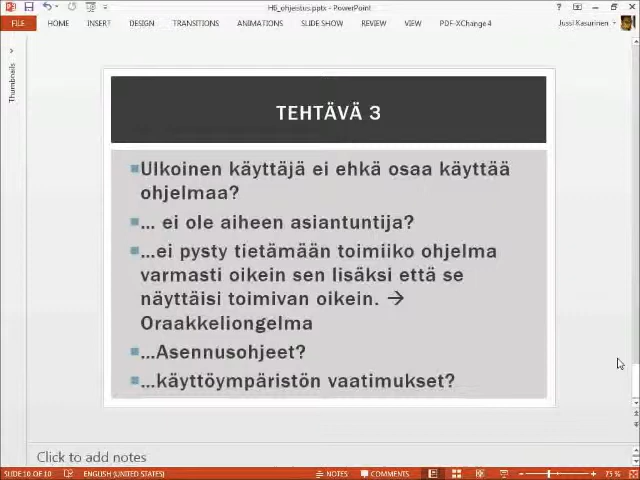 H6_ohjeistus.pptx - PowerPoint
FILE HOME INSERT DESIGN TRANSITIONS ANIMATIONS SLIDE SHOW REVIEW VIEW PDF-XChange 4 Jussi Kasurinen
Thumbnails
TEHTÄVÄ 3
Ulkoinen käyttäjä ei ehkä osaa käyttää
ohjelmaa?
... ei ole aiheen asiantuntija?
...ei pysty tietämään toimiiko ohjelma
varmasti oikein sen lisäksi että se
näyttäisi toimivan oikein. →
Oraakkeliongelma
...Asennusohjeet?
...käyttöympäristön vaatimukset?
Click to add notes
SLIDE 10 OF 10 ENGLISH (UNITED STATES) NOTES COMMENTS 75 %